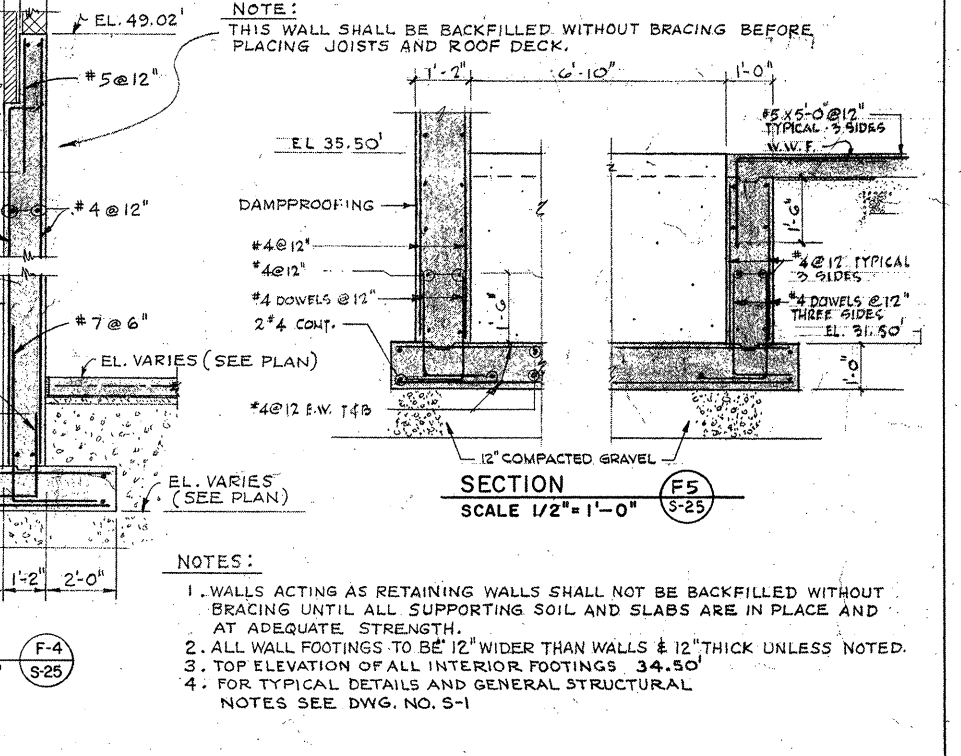 EL. 49.02'
NOTE:
THIS WALL SHALL BE BACKFILLED WITHOUT BRACING BEFORE
PLACING JOISTS AND ROOF DECK.
#5@12"
#4@12"
#7@6"
EL. VARIES (SEE PLAN)
EL. VARIES
(SEE PLAN)
1'-2"
2'-0"
F-4
S-25
1'-2"
6'-10"
1'-0"
EL 35.50'
DAMPPROOFING
#4@12"
#4@12"
#4 DOWELS @12"
2#4 CONT.
#4@12 E.W. T&B
1'-6"
#5 X 5'-0"@12"
TYPICAL 3 SIDES
W.W.F.
1'-6"
#4@12 TYPICAL
3 SIDES
#4 DOWELS @12"
THREE SIDES
EL. 31.50'
1'-0"
12" COMPACTED GRAVEL
SECTION
SCALE 1/2"=1'-0"
F5
S-25
NOTES:
1. WALLS ACTING AS RETAINING WALLS SHALL NOT BE BACKFILLED WITHOUT
BRACING UNTIL ALL SUPPORTING SOIL AND SLABS ARE IN PLACE AND
AT ADEQUATE STRENGTH.
2. ALL WALL FOOTINGS TO BE 12" WIDER THAN WALLS & 12" THICK UNLESS NOTED.
3. TOP ELEVATION OF ALL INTERIOR FOOTINGS 34.50'
4. FOR TYPICAL DETAILS AND GENERAL STRUCTURAL
NOTES SEE DWG. NO. S-1